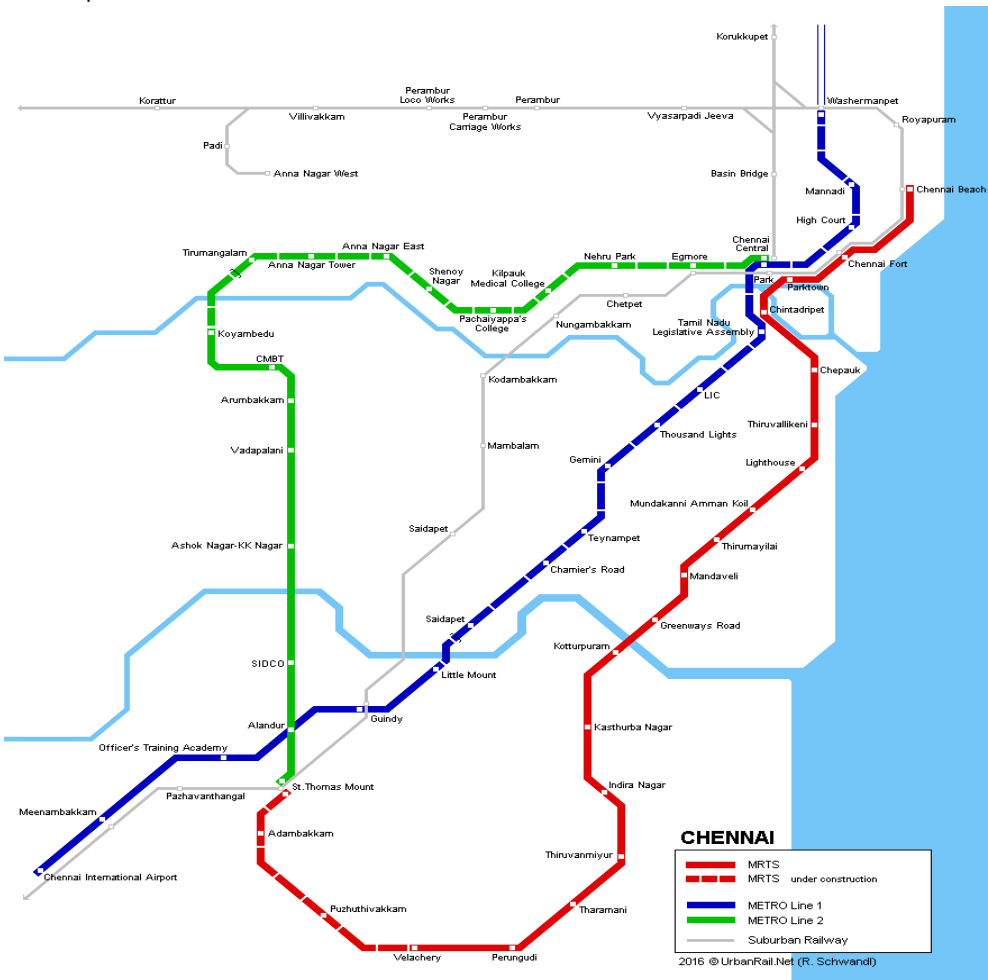 Korukkupet
Korattur
Perambur
Loco Works
Perambur
Washermanpet
Villivakkam
Perambur
Carriage Works
Vyasarpadi Jeeva
Royapuram
Padi
Anna Nagar West
Basin Bridge
Mannadi
Chennai Beach
High Court
Tirumangalam
Anna Nagar East
Chennai
Central
Anna Nagar Tower
Shenoy
Nagar
Kilpauk
Medical College
Nehru Park
Egmore
Chennai Fort
Park
Parktown
Chetpet
Chintadripet
Pachaiyappa's
College
Nungambakkam
Tamil Nadu
Legislative Assembly
Koyambedu
CMBT
Kodambakkam
Chepauk
Arumbakkam
LIC
Vadapalani
Mambalam
Thousand Lights
Thiruvallikeni
Gemini
Lighthouse
Mundakanni Amman Koil
Saidapet
Teynampet
Ashok Nagar-KK Nagar
Thirumayilai
Chamier's Road
Mandaveli
Saidapet
Greenways Road
Kotturpuram
SIDCO
Little Mount
Guindy
Alandur
Kasthurba Nagar
Officer's Training Academy
St.Thomas Mount
Indira Nagar
Pazhavanthangal
Meenambakkam
Adambakkam
Thiruvanmiyur
Chennai International Airport
Puzhuthivakkam
Tharamani
Velachery
Perungudi
CHENNAI
MRTS
MRTS under construction
METRO Line 1
METRO Line 2
Suburban Railway
2016 @ UrbanRail.Net (R. Schwandl)